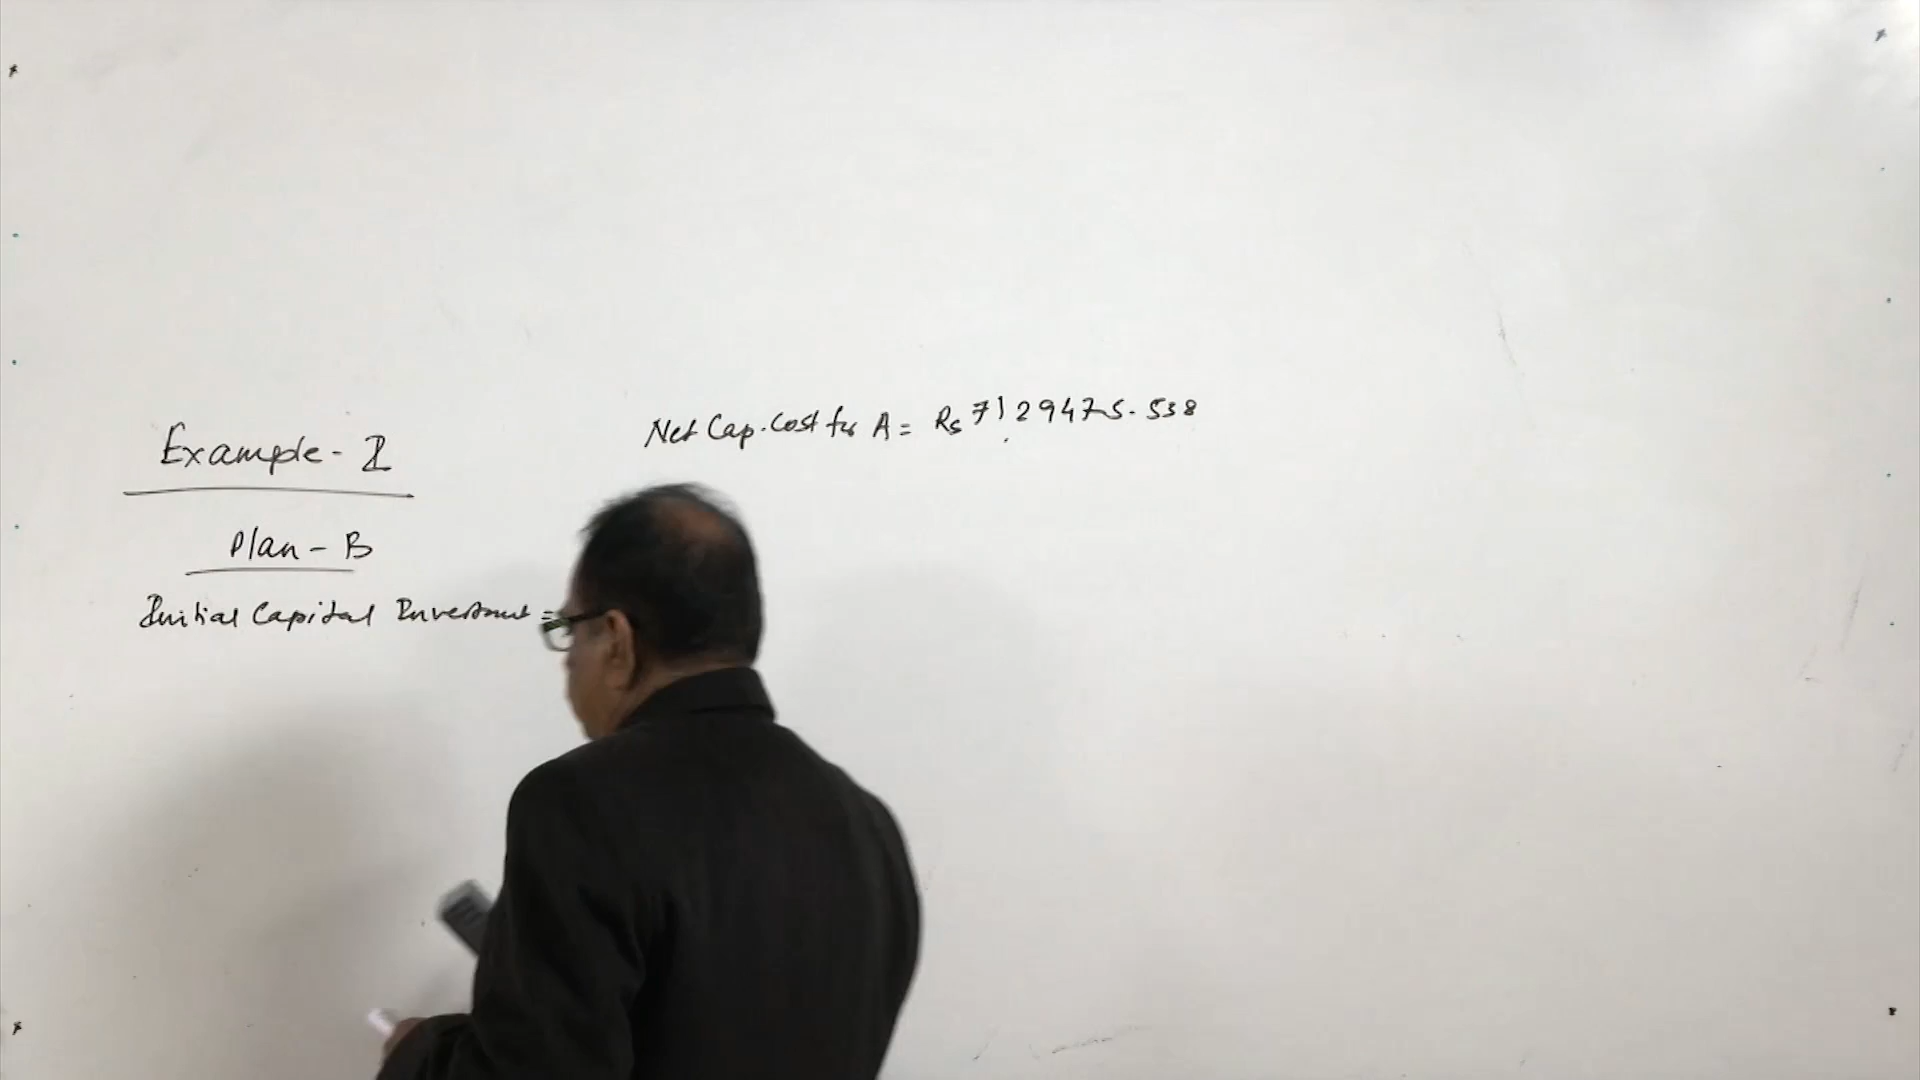 Example - 2
Net Cap. Cost for A = Rs 7129475.538
Plan - B
Initial Capital Investment =